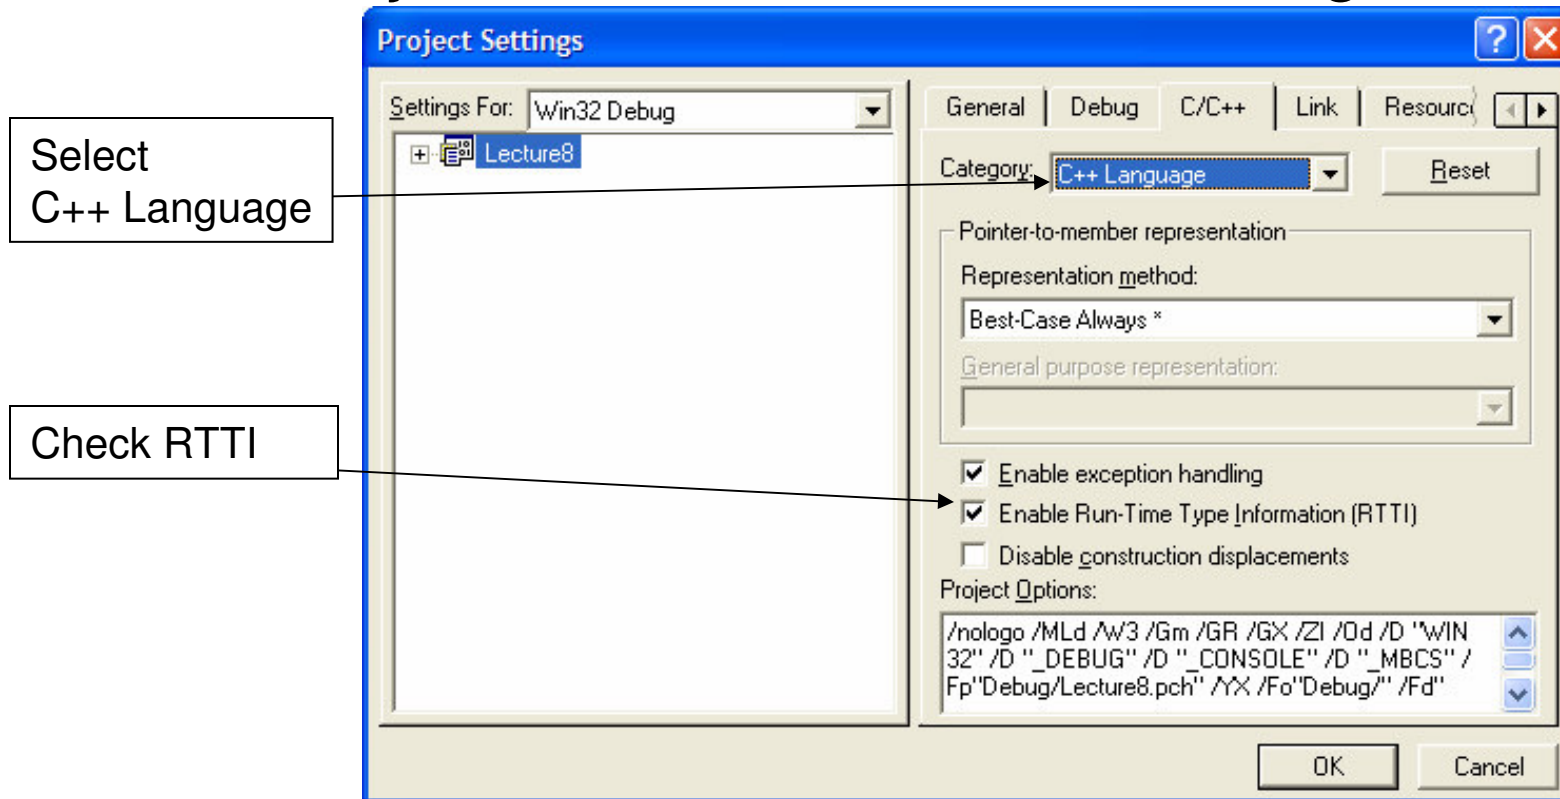 Project Settings
Settings For: Win32 Debug
Lecture8
Select
C++ Language
Check RTTI
General Debug C/C++ Link
Category: C++ Language Reset
Pointer-to-member representation
Representation method:
Best-Case Always *
General purpose representation:
Enable exception handling
Enable Run-Time Type Information (RTTI)
Disable construction displacements
Project Options:
/nologo /MLd /W3 /Gm /GR /GX /ZI /Od /D "WIN
32" /D "_DEBUG" /D "_CONSOLE" /D "_MBCS" /
Fp"Debug/Lecture8.pch" /YX /Fo"Debug/" /Fd"
OK Cancel